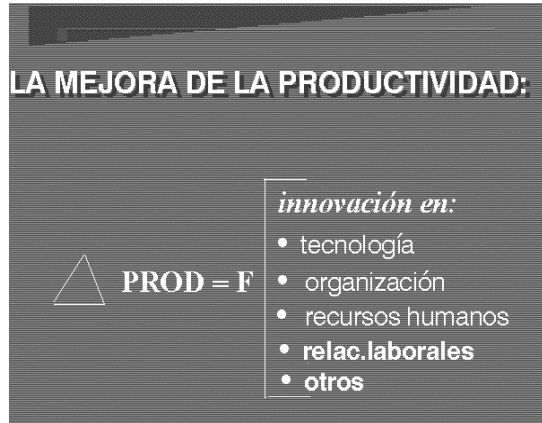 LA MEJORA DE LA PRODUCTIVIDAD:
innovación en:
• tecnología
• organización
PROD = F
• recursos humanos
• relac.laborales
• otros